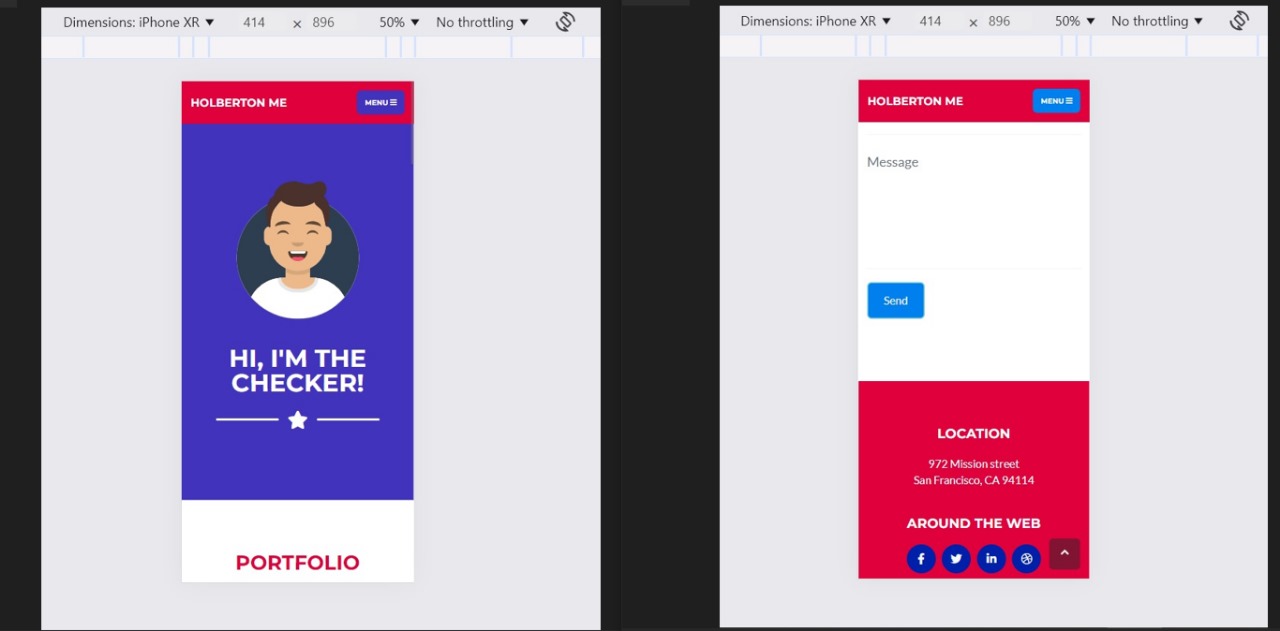 Dimensions: iPhone XR ▼ 414 × 896 50% ▼ No throttling ▼
HOLBERTON ME
MENU ☰
HI, I'M THE
CHECKER!
PORTFOLIO
Dimensions: iPhone XR ▼ 414 × 896 50% ▼ No throttling ▼
HOLBERTON ME
MENU ☰
Message
Send
LOCATION
972 Mission street
San Francisco, CA 94114
AROUND THE WEB